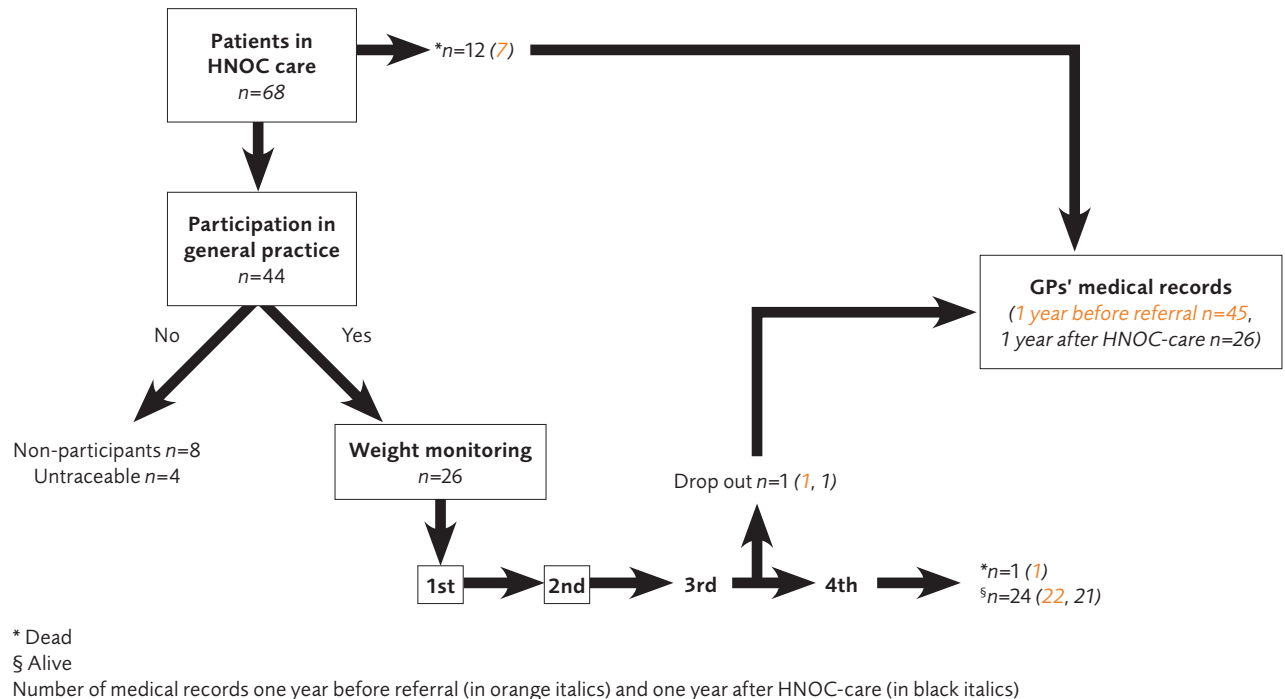 Patients in
HNOC care
n=68
*n=12 (7)
Participation in
general practice
n=44
GPs' medical records
(1 year before referral n=45,
1 year after HNOC-care n=26)
No
Yes
Non-participants n=8
Untraceable n=4
Weight monitoring
n=26
Drop out n=1 (1, 1)
1st
2nd
3rd
4th
*n=1 (1)
§n=24 (22, 21)
* Dead
§ Alive
Number of medical records one year before referral (in orange italics) and one year after HNOC-care (in black italics)